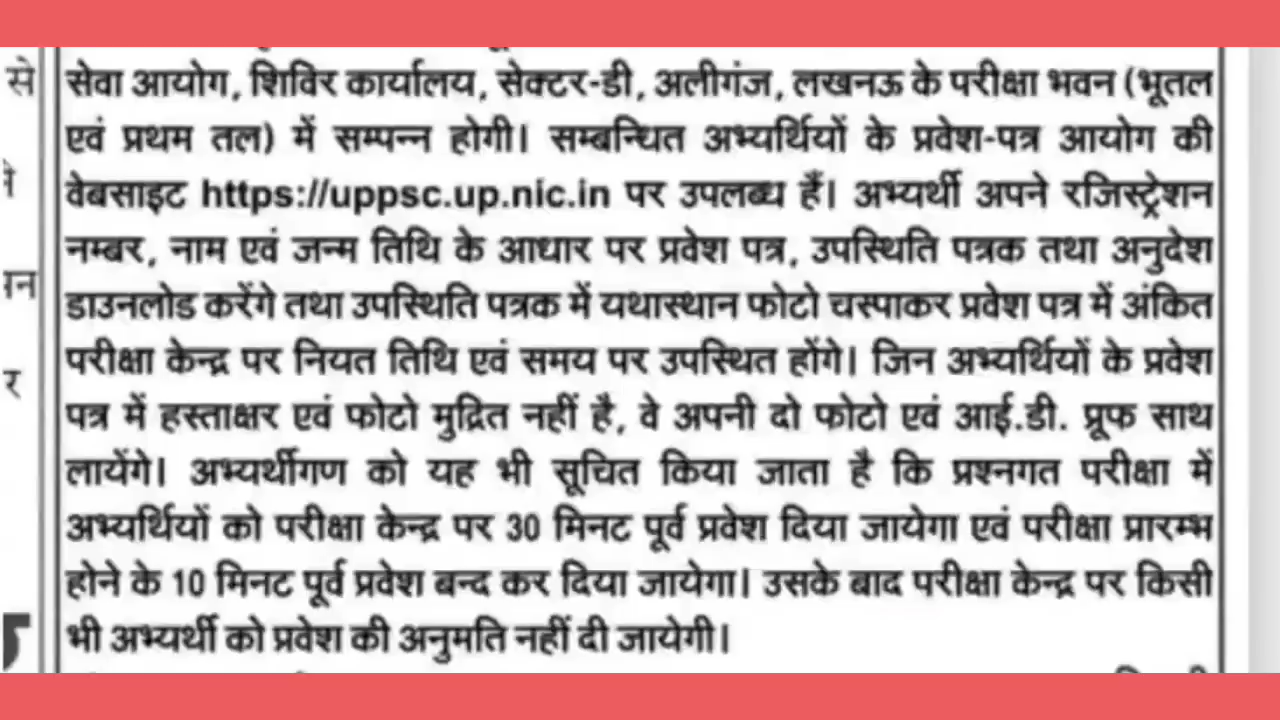 से
सेवा आयोग, शिविर कार्यालय, सेक्टर-डी, अलीगंज, लखनऊ के परीक्षा भवन (भूतल
एवं प्रथम तल) में सम्पन्न होगी। सम्बन्धित अभ्यर्थियों के प्रवेश-पत्र आयोग की
वेबसाइट https://uppsc.up.nic.in पर उपलब्ध हैं। अभ्यर्थी अपने रजिस्ट्रेशन
नम्बर, नाम एवं जन्म तिथि के आधार पर प्रवेश पत्र, उपस्थिति पत्रक तथा अनुदेश
डाउनलोड करेंगे तथा उपस्थिति पत्रक में यथास्थान फोटो चस्पाकर प्रवेश पत्र में अंकित
परीक्षा केन्द्र पर नियत तिथि एवं समय पर उपस्थित होंगे। जिन अभ्यर्थियों के प्रवेश
र
पत्र में हस्ताक्षर एवं फोटो मुद्रित नहीं है, वे अपनी दो फोटो एवं आई.डी. प्रूफ साथ
लायेंगे। अभ्यर्थीगण को यह भी सूचित किया जाता है कि प्रश्नगत परीक्षा में
अभ्यर्थियों को परीक्षा केन्द्र पर 30 मिनट पूर्व प्रवेश दिया जायेगा एवं परीक्षा प्रारम्भ
होने के 10 मिनट पूर्व प्रवेश बन्द कर दिया जायेगा। उसके बाद परीक्षा केन्द्र पर किसी
भी अभ्यर्थी को प्रवेश की अनुमति नहीं दी जायेगी।